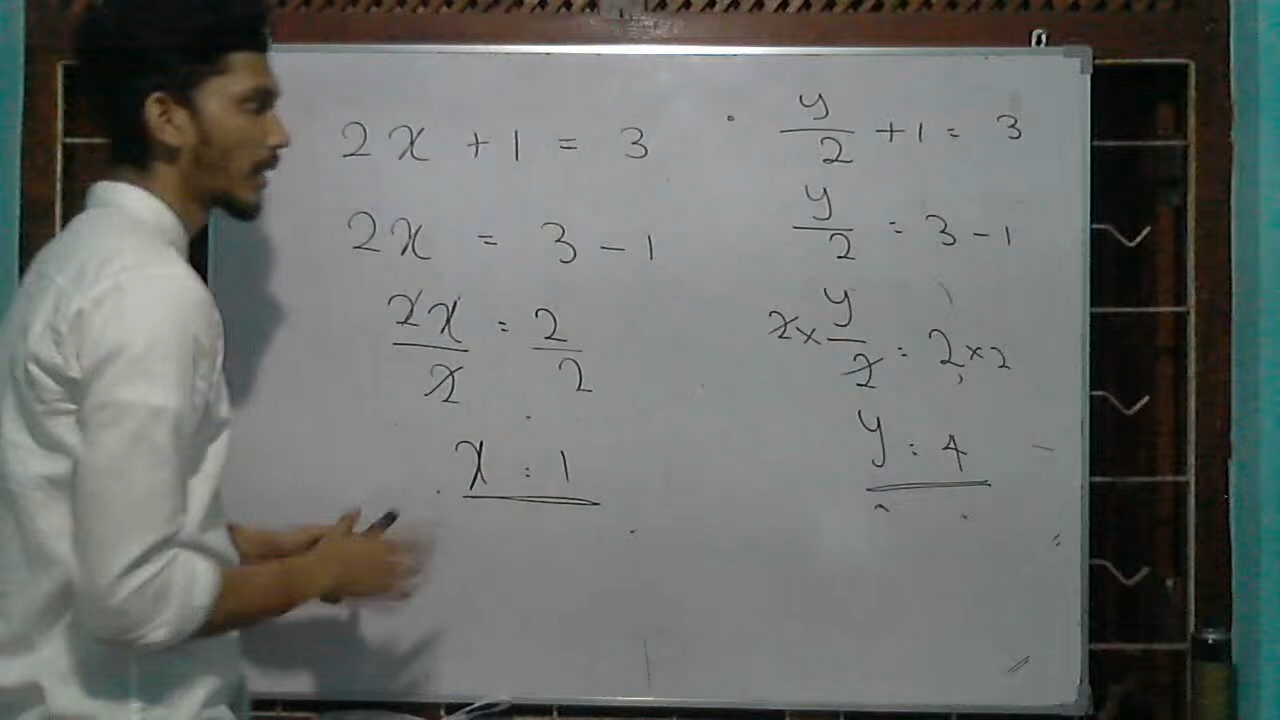 2x + 1 = 3
2x = 3 - 1
2x/2 = 2/2
x = 1
y/2 + 1 = 3
y/2 = 3 - 1
2 × y/2 = 2 × 2
y = 4